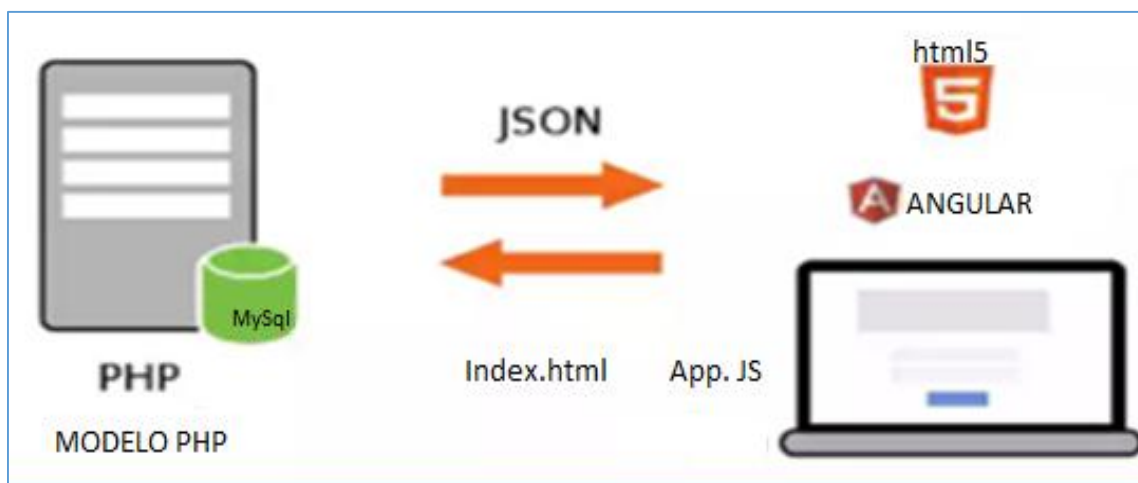 html5
JSON
ANGULAR
MySql
Index.html
App. JS
PHP
MODELO PHP